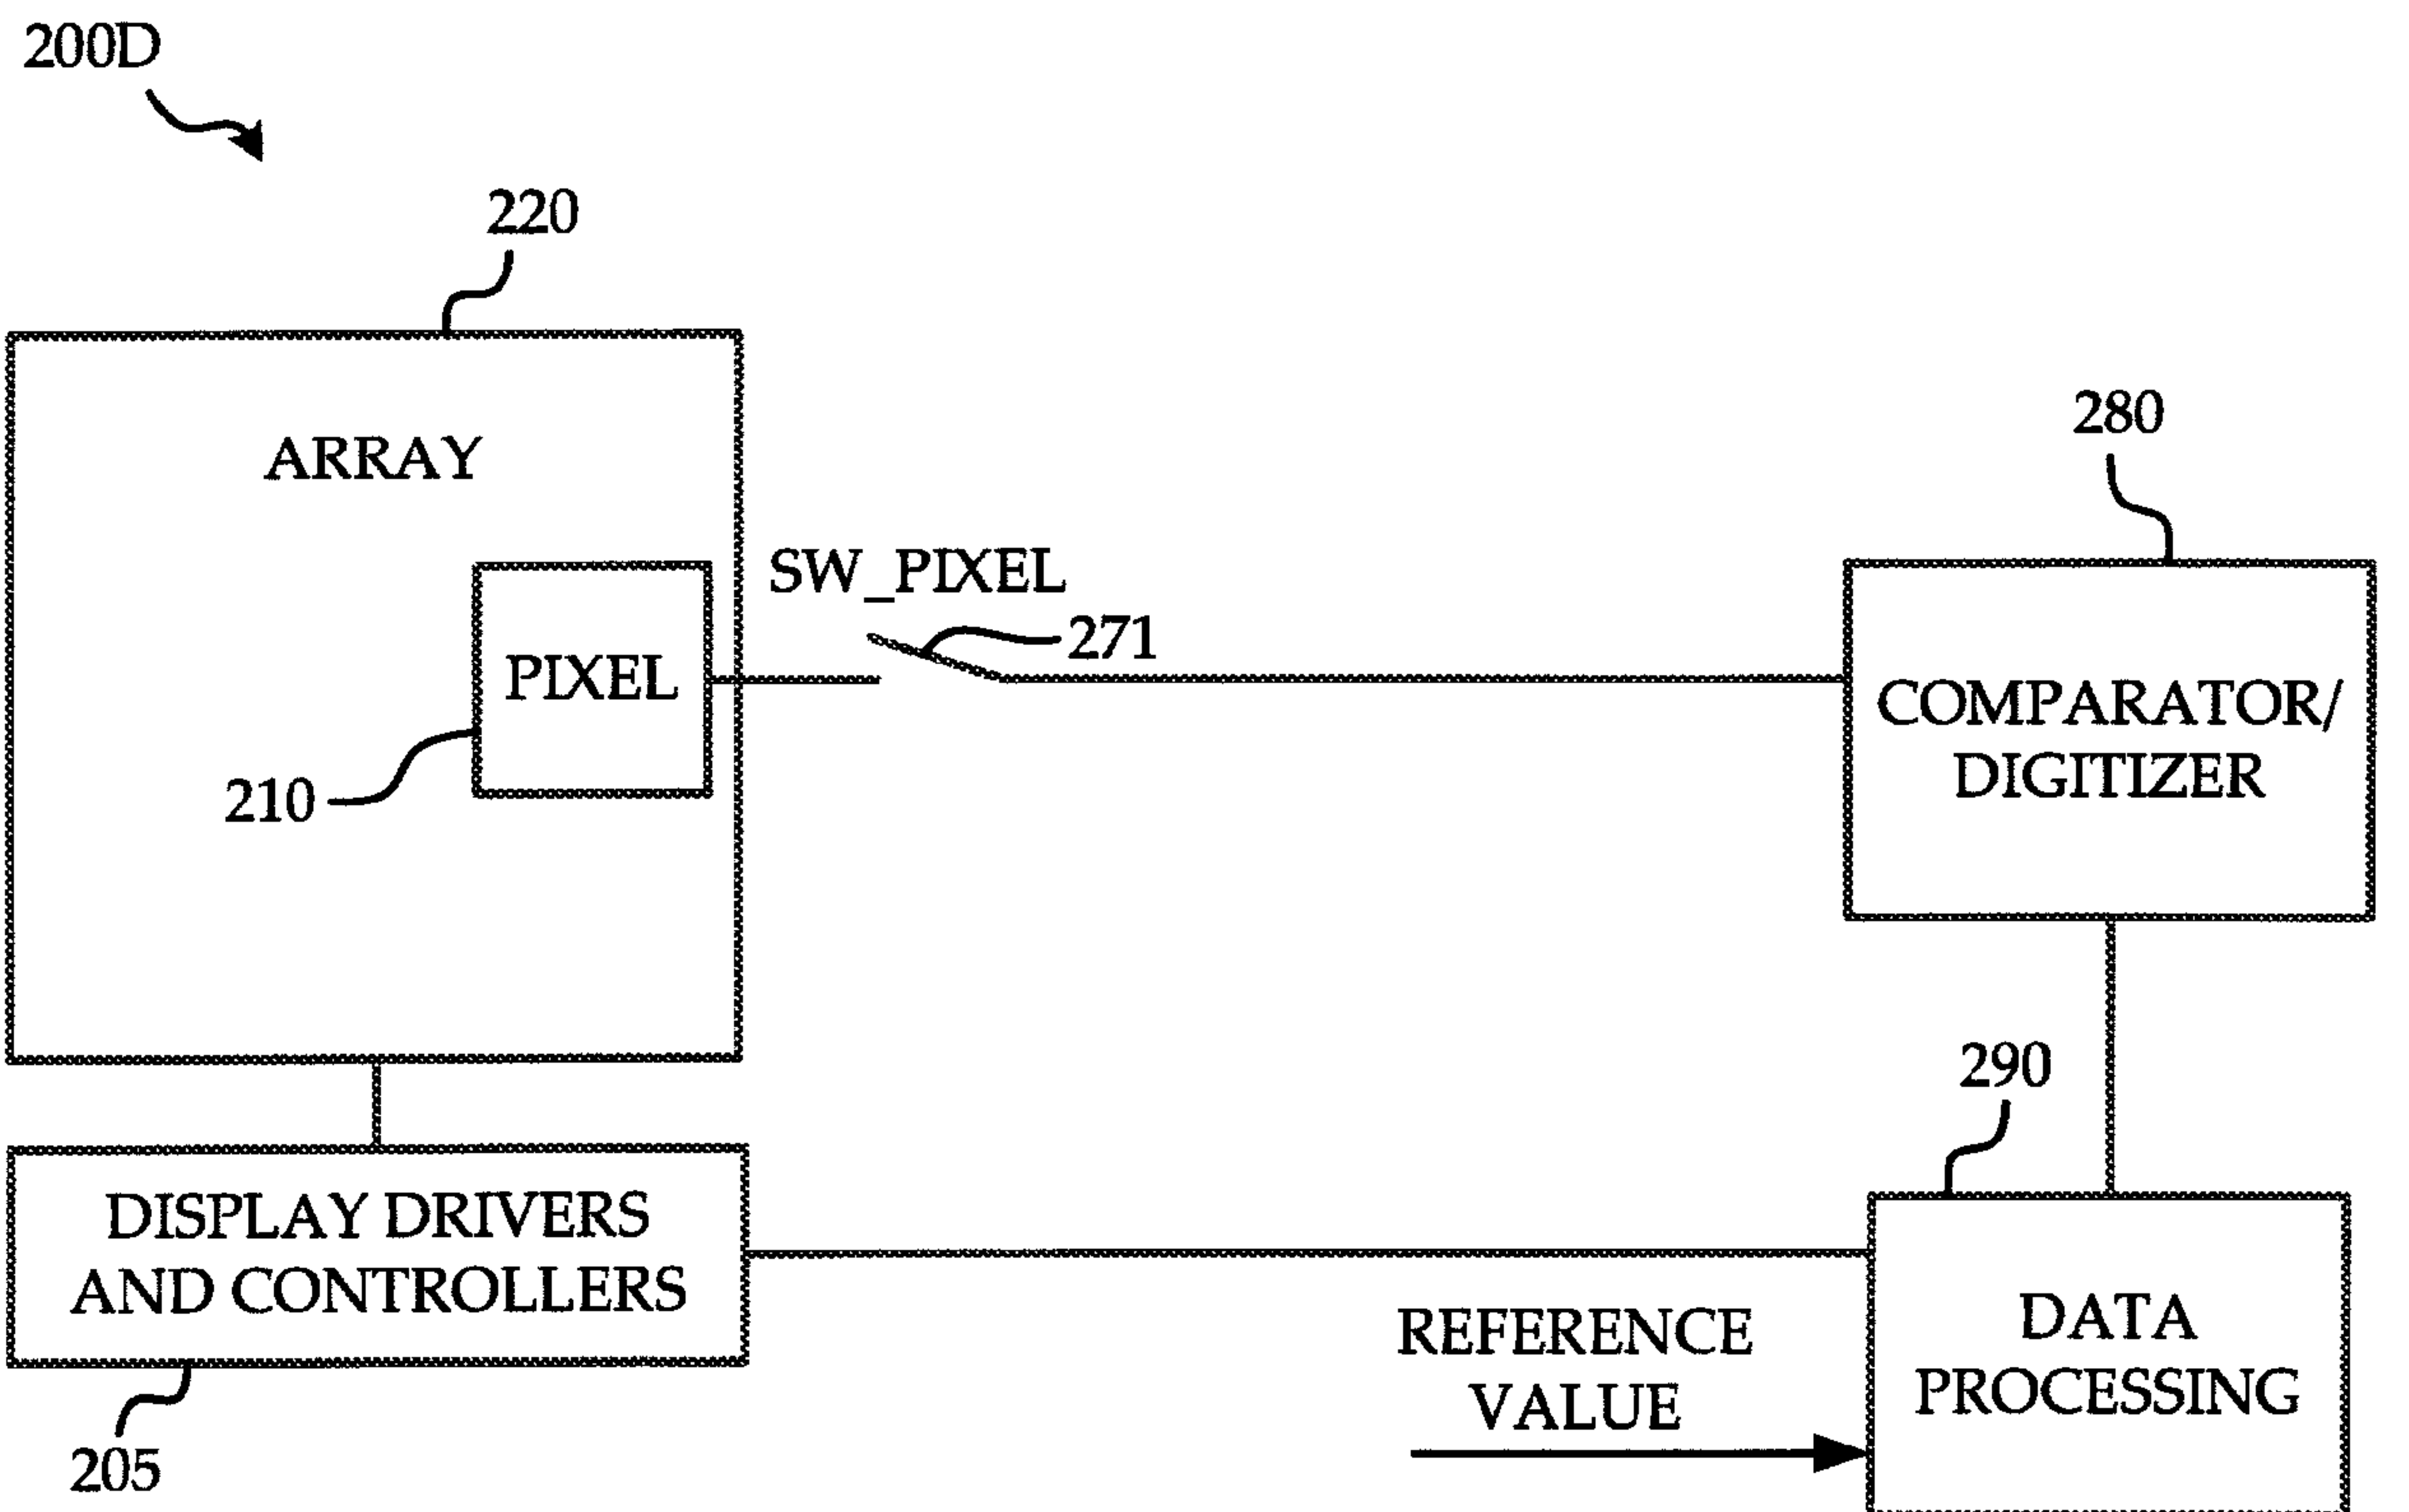 200D
220
ARRAY
280
SW_PIXEL
271
PIXEL
COMPARATOR/
DIGITIZER
210
290
DISPLAY DRIVERS
AND CONTROLLERS
REFERENCE
VALUE
DATA
PROCESSING
205